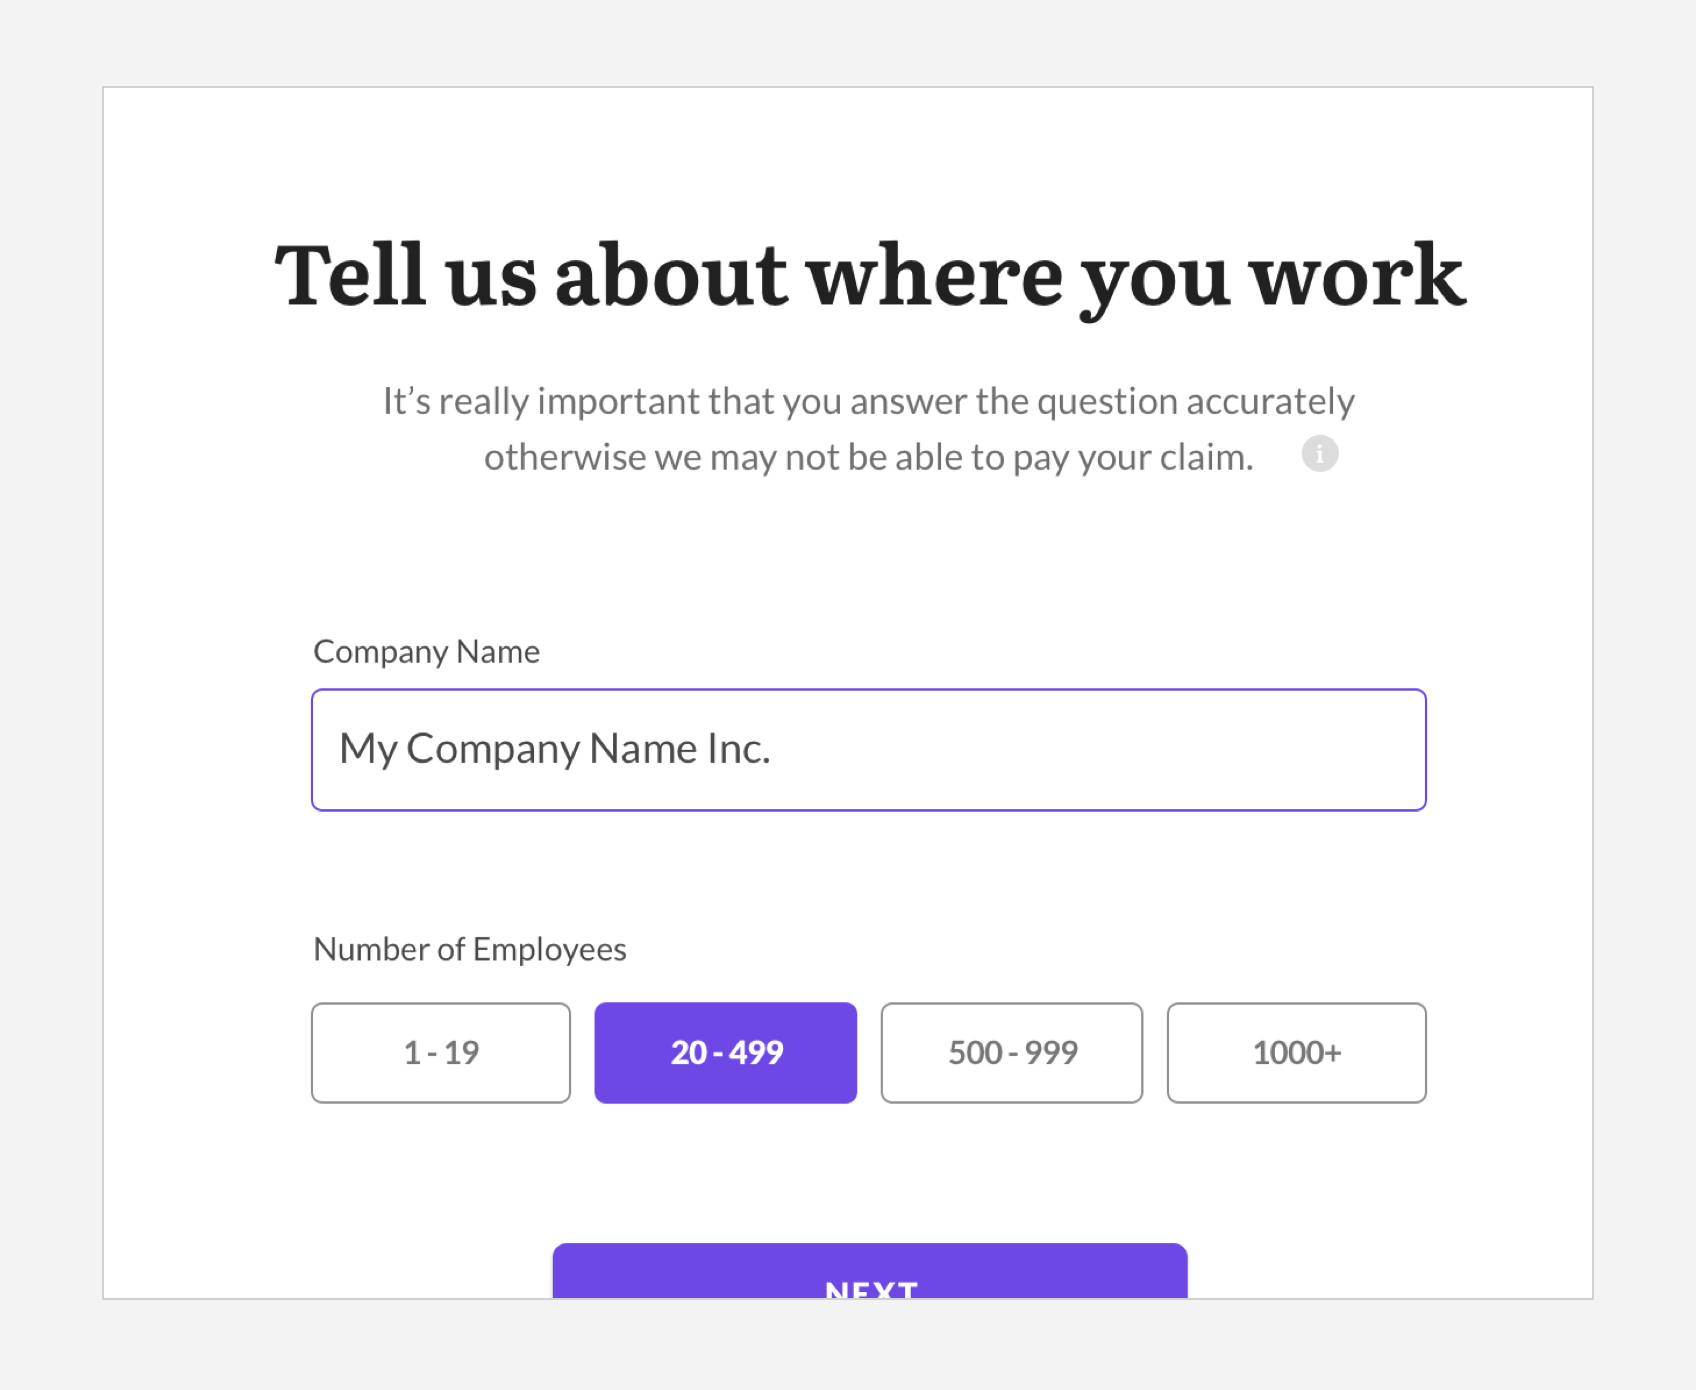 Tell us about where you work
It’s really important that you answer the question accurately
otherwise we may not be able to pay your claim. i
Company Name
My Company Name Inc.
Number of Employees
1 - 19 20 - 499 500 - 999 1000+
NEXT